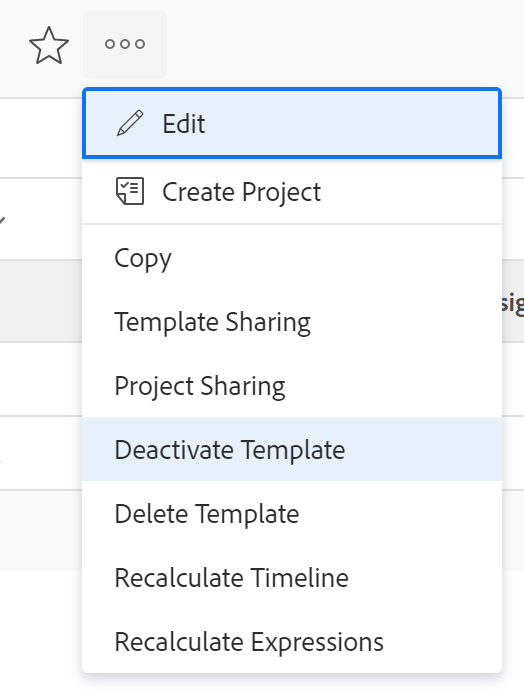 Edit
Create Project
Copy
Template Sharing
Project Sharing
Deactivate Template
Delete Template
Recalculate Timeline
Recalculate Expressions